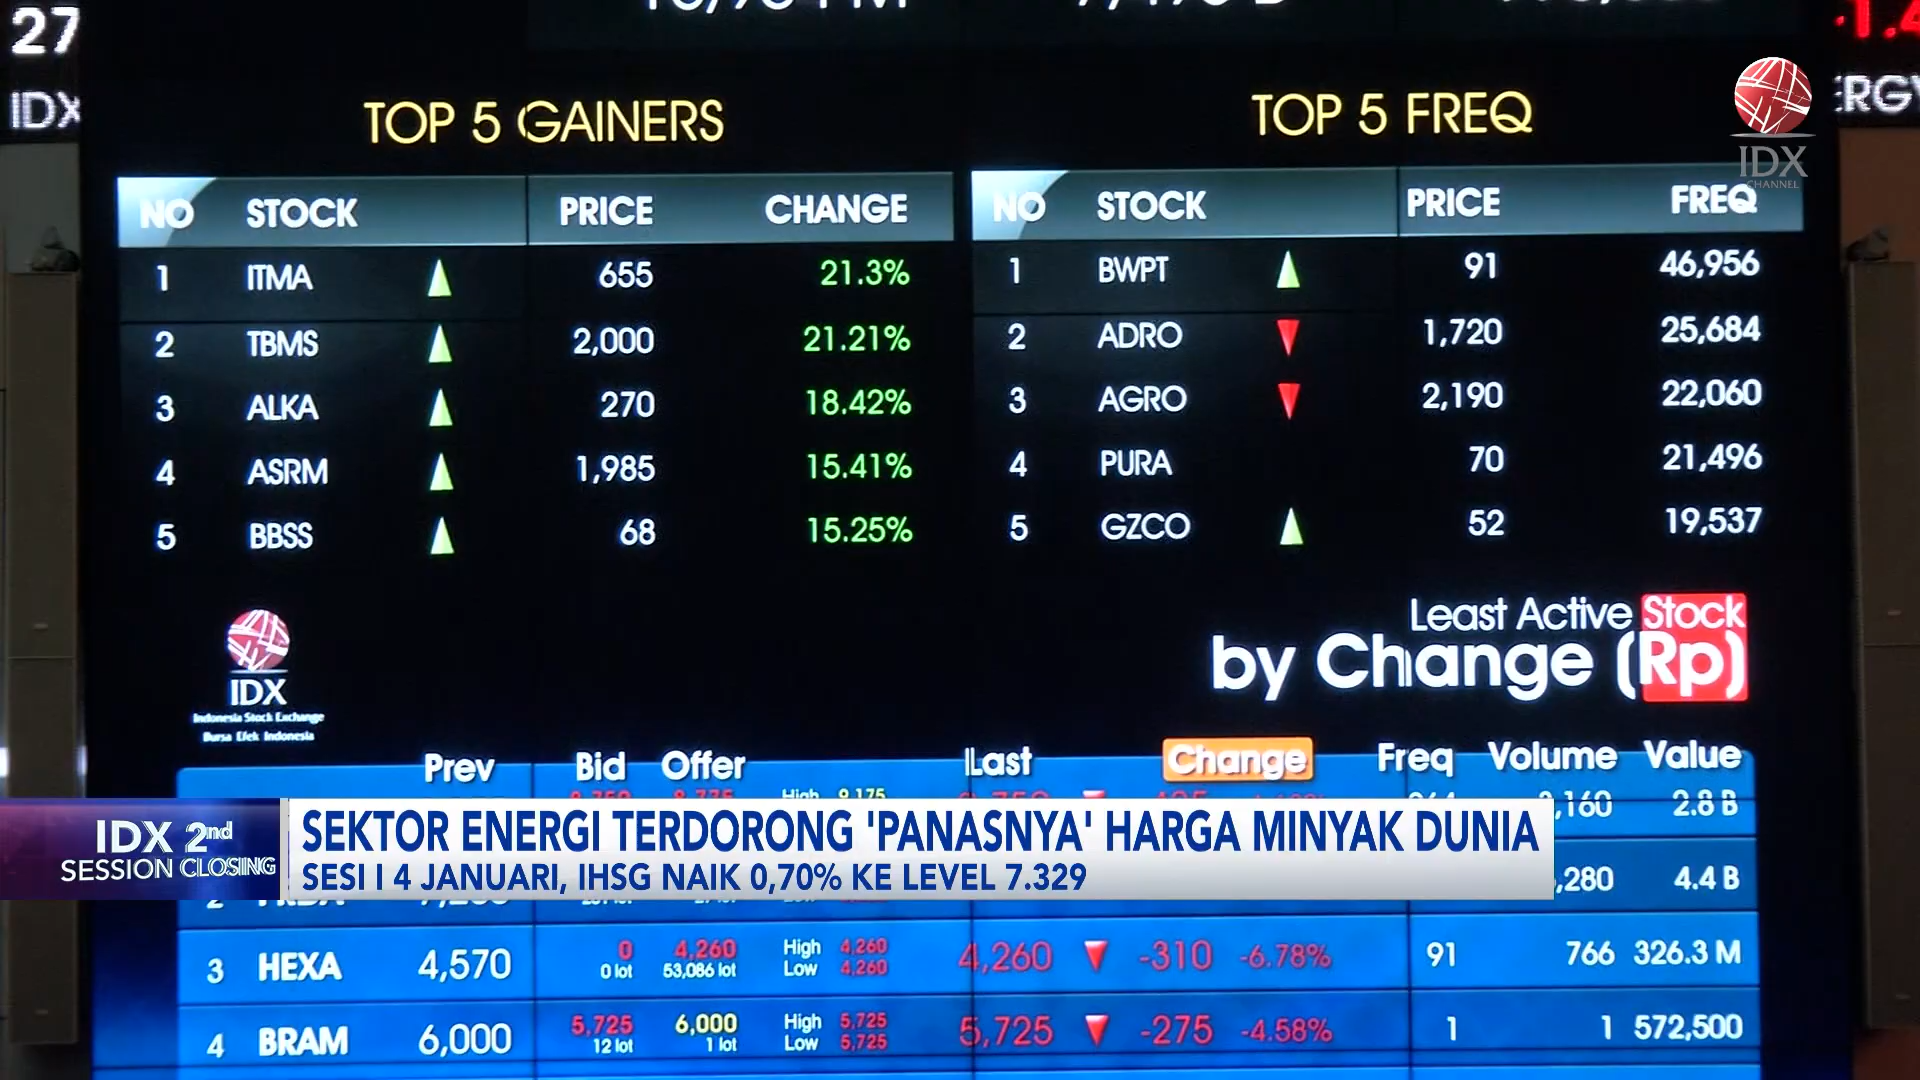 27
IDX
TOP 5 GAINERS
NO STOCK PRICE CHANGE
1 ITMA 655 21.3%
2 TBMS 2,000 21.21%
3 ALKA 270 18.42%
4 ASRM 1,985 15.41%
5 BBSS 68 15.25%
TOP 5 FREQ
NO STOCK PRICE FREQ
1 BWPT 91 46,956
2 ADRO 1,720 25,684
3 AGRO 2,190 22,060
4 PURA 70 21,496
5 GZCO 52 19,537
IDX
CHANNEL
IDX
Indonesia Stock Exchange
Bursa Efek Indonesia
Least Active Stock
by Change (Rp)
Prev Bid Offer Last Change Freq Volume Value
High 9,175
,160 2.8 B
,280 4.4 B
3 HEXA 4,570 0 4,260 High 4,260 4,260 -310 -6.78% 91 766 326.3 M
0 lot 53,086 lot Low 4,260
4 BRAM 6,000 5,725 6,000 High 5,725 5,725 -275 -4.58% 1 1 572,500
12 lot 1 lot Low 5,725
IDX 2nd
SESSION CLOSING
SEKTOR ENERGI TERDORONG 'PANASNYA' HARGA MINYAK DUNIA
SESI I 4 JANUARI, IHSG NAIK 0,70% KE LEVEL 7.329